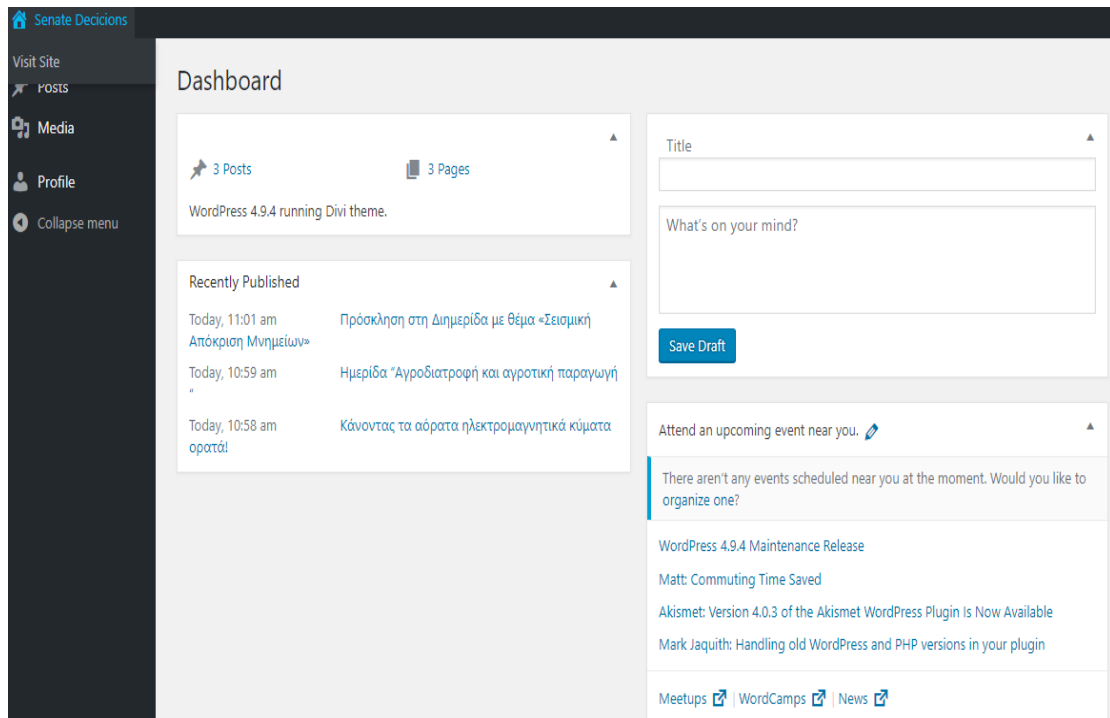 Senate Decicions
Visit Site
Posts
Media
Profile
Collapse menu
Dashboard
3 Posts
3 Pages
WordPress 4.9.4 running Divi theme.
Recently Published
Today, 11:01 am Πρόσκληση στη Διημερίδα με θέμα «Σεισμική
Απόκριση Μνημείων»
Today, 10:59 am Ημερίδα “Αγροδιατροφή και αγροτική παραγωγή
“
Today, 10:58 am Κάνοντας τα αόρατα ηλεκτρομαγνητικά κύματα
ορατά!
Title
What's on your mind?
Save Draft
Attend an upcoming event near you.
There aren't any events scheduled near you at the moment. Would you like to
organize one?
WordPress 4.9.4 Maintenance Release
Matt: Commuting Time Saved
Akismet: Version 4.0.3 of the Akismet WordPress Plugin Is Now Available
Mark Jaquith: Handling old WordPress and PHP versions in your plugin
Meetups | WordCamps | News